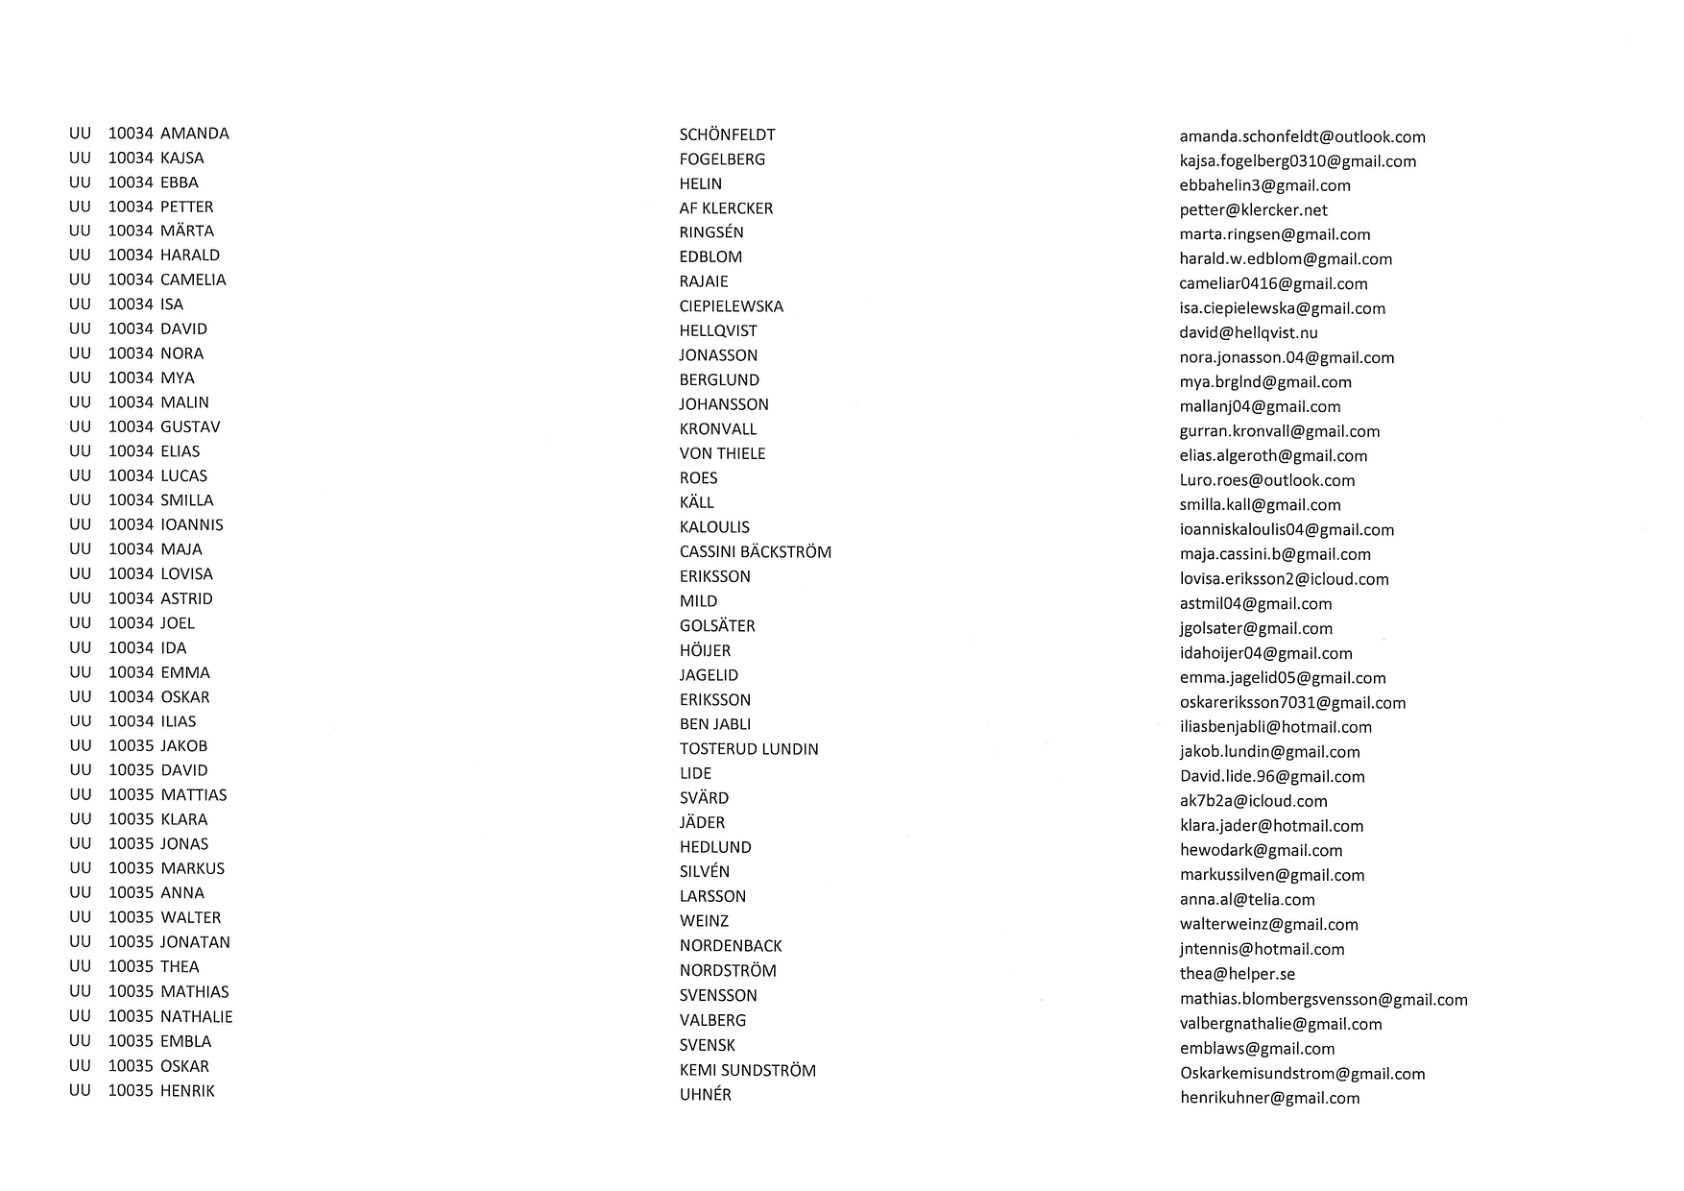 UU 10034 AMANDA SCHÖNFELDT amanda.schonfeldt@outlook.com
UU 10034 KAJSA FOGELBERG kajsa.fogelberg0310@gmail.com
UU 10034 EBBA HELIN ebbahelin3@gmail.com
UU 10034 PETTER AF KLERCKER petter@klercker.net
UU 10034 MÄRTA RINGSÉN marta.ringsen@gmail.com
UU 10034 HARALD EDBLOM harald.w.edblom@gmail.com
UU 10034 CAMELIA RAJAIE cameliar0416@gmail.com
UU 10034 ISA CIEPIELEWSKA isa.ciepielewska@gmail.com
UU 10034 DAVID HELLQVIST david@hellqvist.nu
UU 10034 NORA JONASSON nora.jonasson.04@gmail.com
UU 10034 MYA BERGLUND mya.brglnd@gmail.com
UU 10034 MALIN JOHANSSON mallanj04@gmail.com
UU 10034 GUSTAV KRONVALL gurran.kronvall@gmail.com
UU 10034 ELIAS VON THIELE elias.algeroth@gmail.com
UU 10034 LUCAS ROES Luro.roes@outlook.com
UU 10034 SMILLA KÄLL smilla.kall@gmail.com
UU 10034 IOANNIS KALOULIS ioanniskaloulis04@gmail.com
UU 10034 MAJA CASSINI BÄCKSTRÖM maja.cassini.b@gmail.com
UU 10034 LOVISA ERIKSSON lovisa.eriksson2@icloud.com
UU 10034 ASTRID MILD astmil04@gmail.com
UU 10034 JOEL GOLSÄTER jgolsater@gmail.com
UU 10034 IDA HÖIJER idahoijer04@gmail.com
UU 10034 EMMA JAGELID emma.jagelid05@gmail.com
UU 10034 OSKAR ERIKSSON oskareriksson7031@gmail.com
UU 10034 ILIAS BEN JABLI iliasbenjabli@hotmail.com
UU 10035 JAKOB TOSTERUD LUNDIN jakob.lundin@gmail.com
UU 10035 DAVID LIDE David.lide.96@gmail.com
UU 10035 MATTIAS SVÄRD ak7b2a@icloud.com
UU 10035 KLARA JÄDER klara.jader@hotmail.com
UU 10035 JONAS HEDLUND hewodark@gmail.com
UU 10035 MARKUS SILVÉN markussilven@gmail.com
UU 10035 ANNA LARSSON anna.al@telia.com
UU 10035 WALTER WEINZ walterweinz@gmail.com
UU 10035 JONATAN NORDENBACK jntennis@hotmail.com
UU 10035 THEA NORDSTRÖM thea@helper.se
UU 10035 MATHIAS SVENSSON mathias.blombergsvensson@gmail.com
UU 10035 NATHALIE VALBERG valbergnathalie@gmail.com
UU 10035 EMBLA SVENSK emblaws@gmail.com
UU 10035 OSKAR KEMI SUNDSTRÖM Oskarkemisundstrom@gmail.com
UU 10035 HENRIK UHNÉR henrikuhner@gmail.com